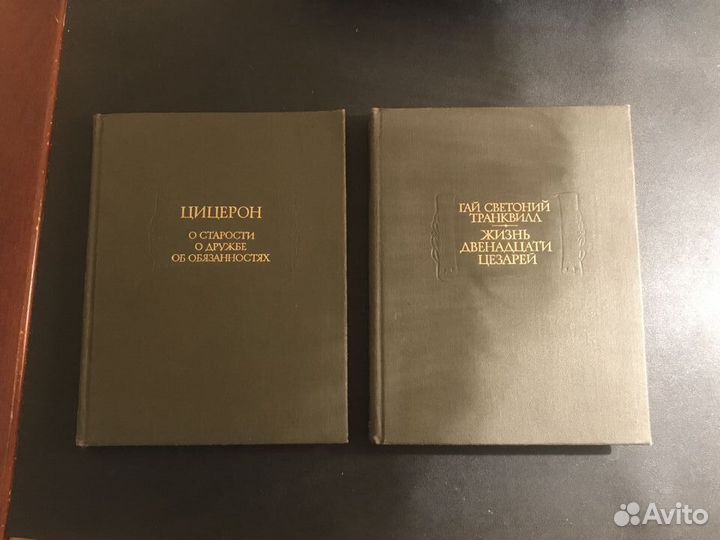 ЦИЦЕРОН
О СТАРОСТИ
О ДРУЖБЕ
ОБ ОБЯЗАННОСТЯХ
ГАЙ СВЕТОНИЙ
ТРАНКВИЛЛ
ЖИЗНЬ
ДВЕНАДЦАТИ
ЦЕЗАРЕЙ
Avito